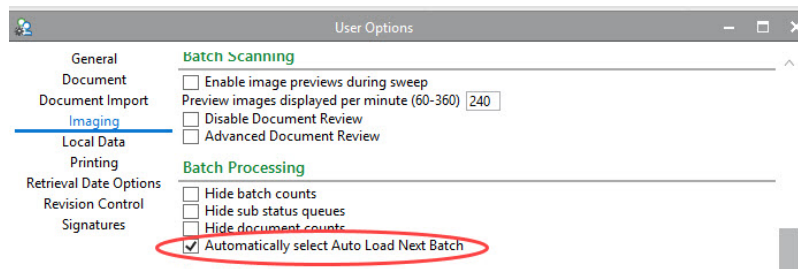 User Options
General
Document
Document Import
Imaging
Local Data
Printing
Retrieval Date Options
Revision Control
Signatures
Batch Scanning
Enable image previews during sweep
Preview images displayed per minute (60-360) 240
Disable Document Review
Advanced Document Review
Batch Processing
Hide batch counts
Hide sub status queues
Hide document counts
Automatically select Auto Load Next Batch